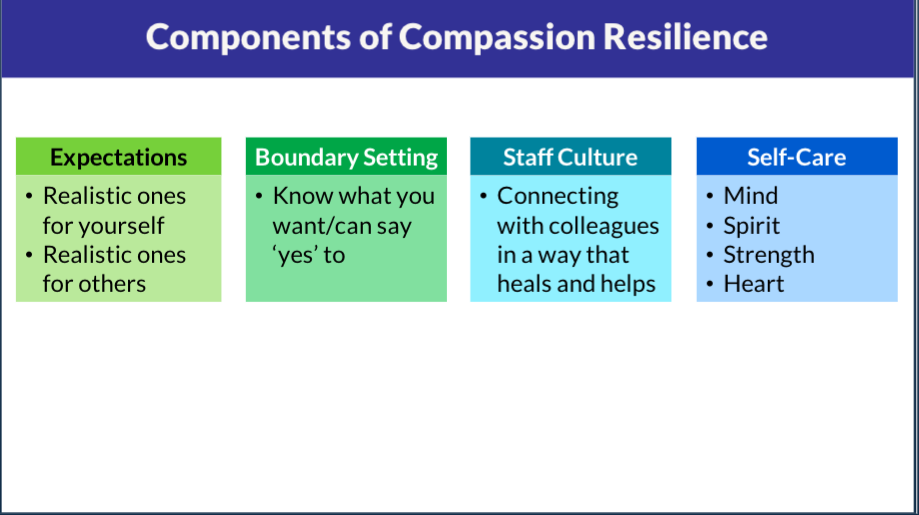 Components of Compassion Resilience
Expectations
• Realistic ones
for yourself
• Realistic ones
for others
Boundary Setting
• Know what you
want/can say
‘yes’ to
Staff Culture
• Connecting
with colleagues
in a way that
heals and helps
Self-Care
• Mind
• Spirit
• Strength
• Heart